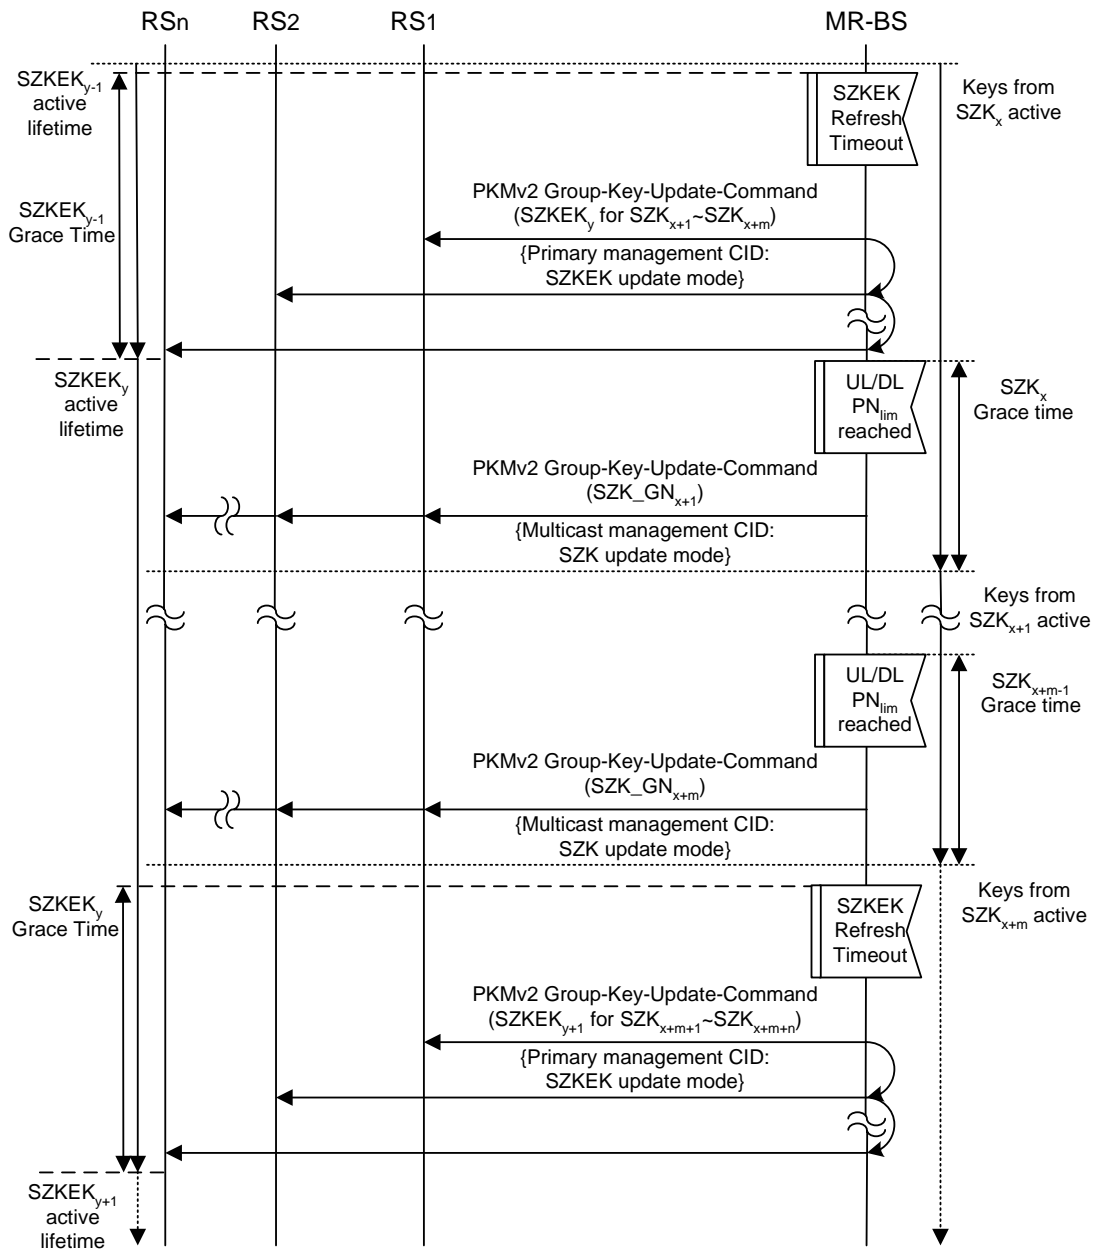 RSn RS2 RS1 MR-BS
SZKEKy-1
active
lifetime
SZKEK
Refresh
Timeout
Keys from
SZKx active
SZKEKy-1
Grace Time
PKMv2 Group-Key-Update-Command
(SZKEKy for SZKx+1~SZKx+m)
{Primary management CID:
SZKEK update mode}
SZKEKy
active
lifetime
UL/DL
PNlim
reached
SZKx
Grace time
PKMv2 Group-Key-Update-Command
(SZK_GNx+1)
{Multicast management CID:
SZK update mode}
Keys from
SZKx+1 active
UL/DL
PNlim
reached
SZKx+m-1
Grace time
PKMv2 Group-Key-Update-Command
(SZK_GNx+m)
{Multicast management CID:
SZK update mode}
SZKEKy
Grace Time
SZKEK
Refresh
Timeout
Keys from
SZKx+m active
PKMv2 Group-Key-Update-Command
(SZKEKy+1 for SZKx+m+1~SZKx+m+n)
{Primary management CID:
SZKEK update mode}
SZKEKy+1
active
lifetime